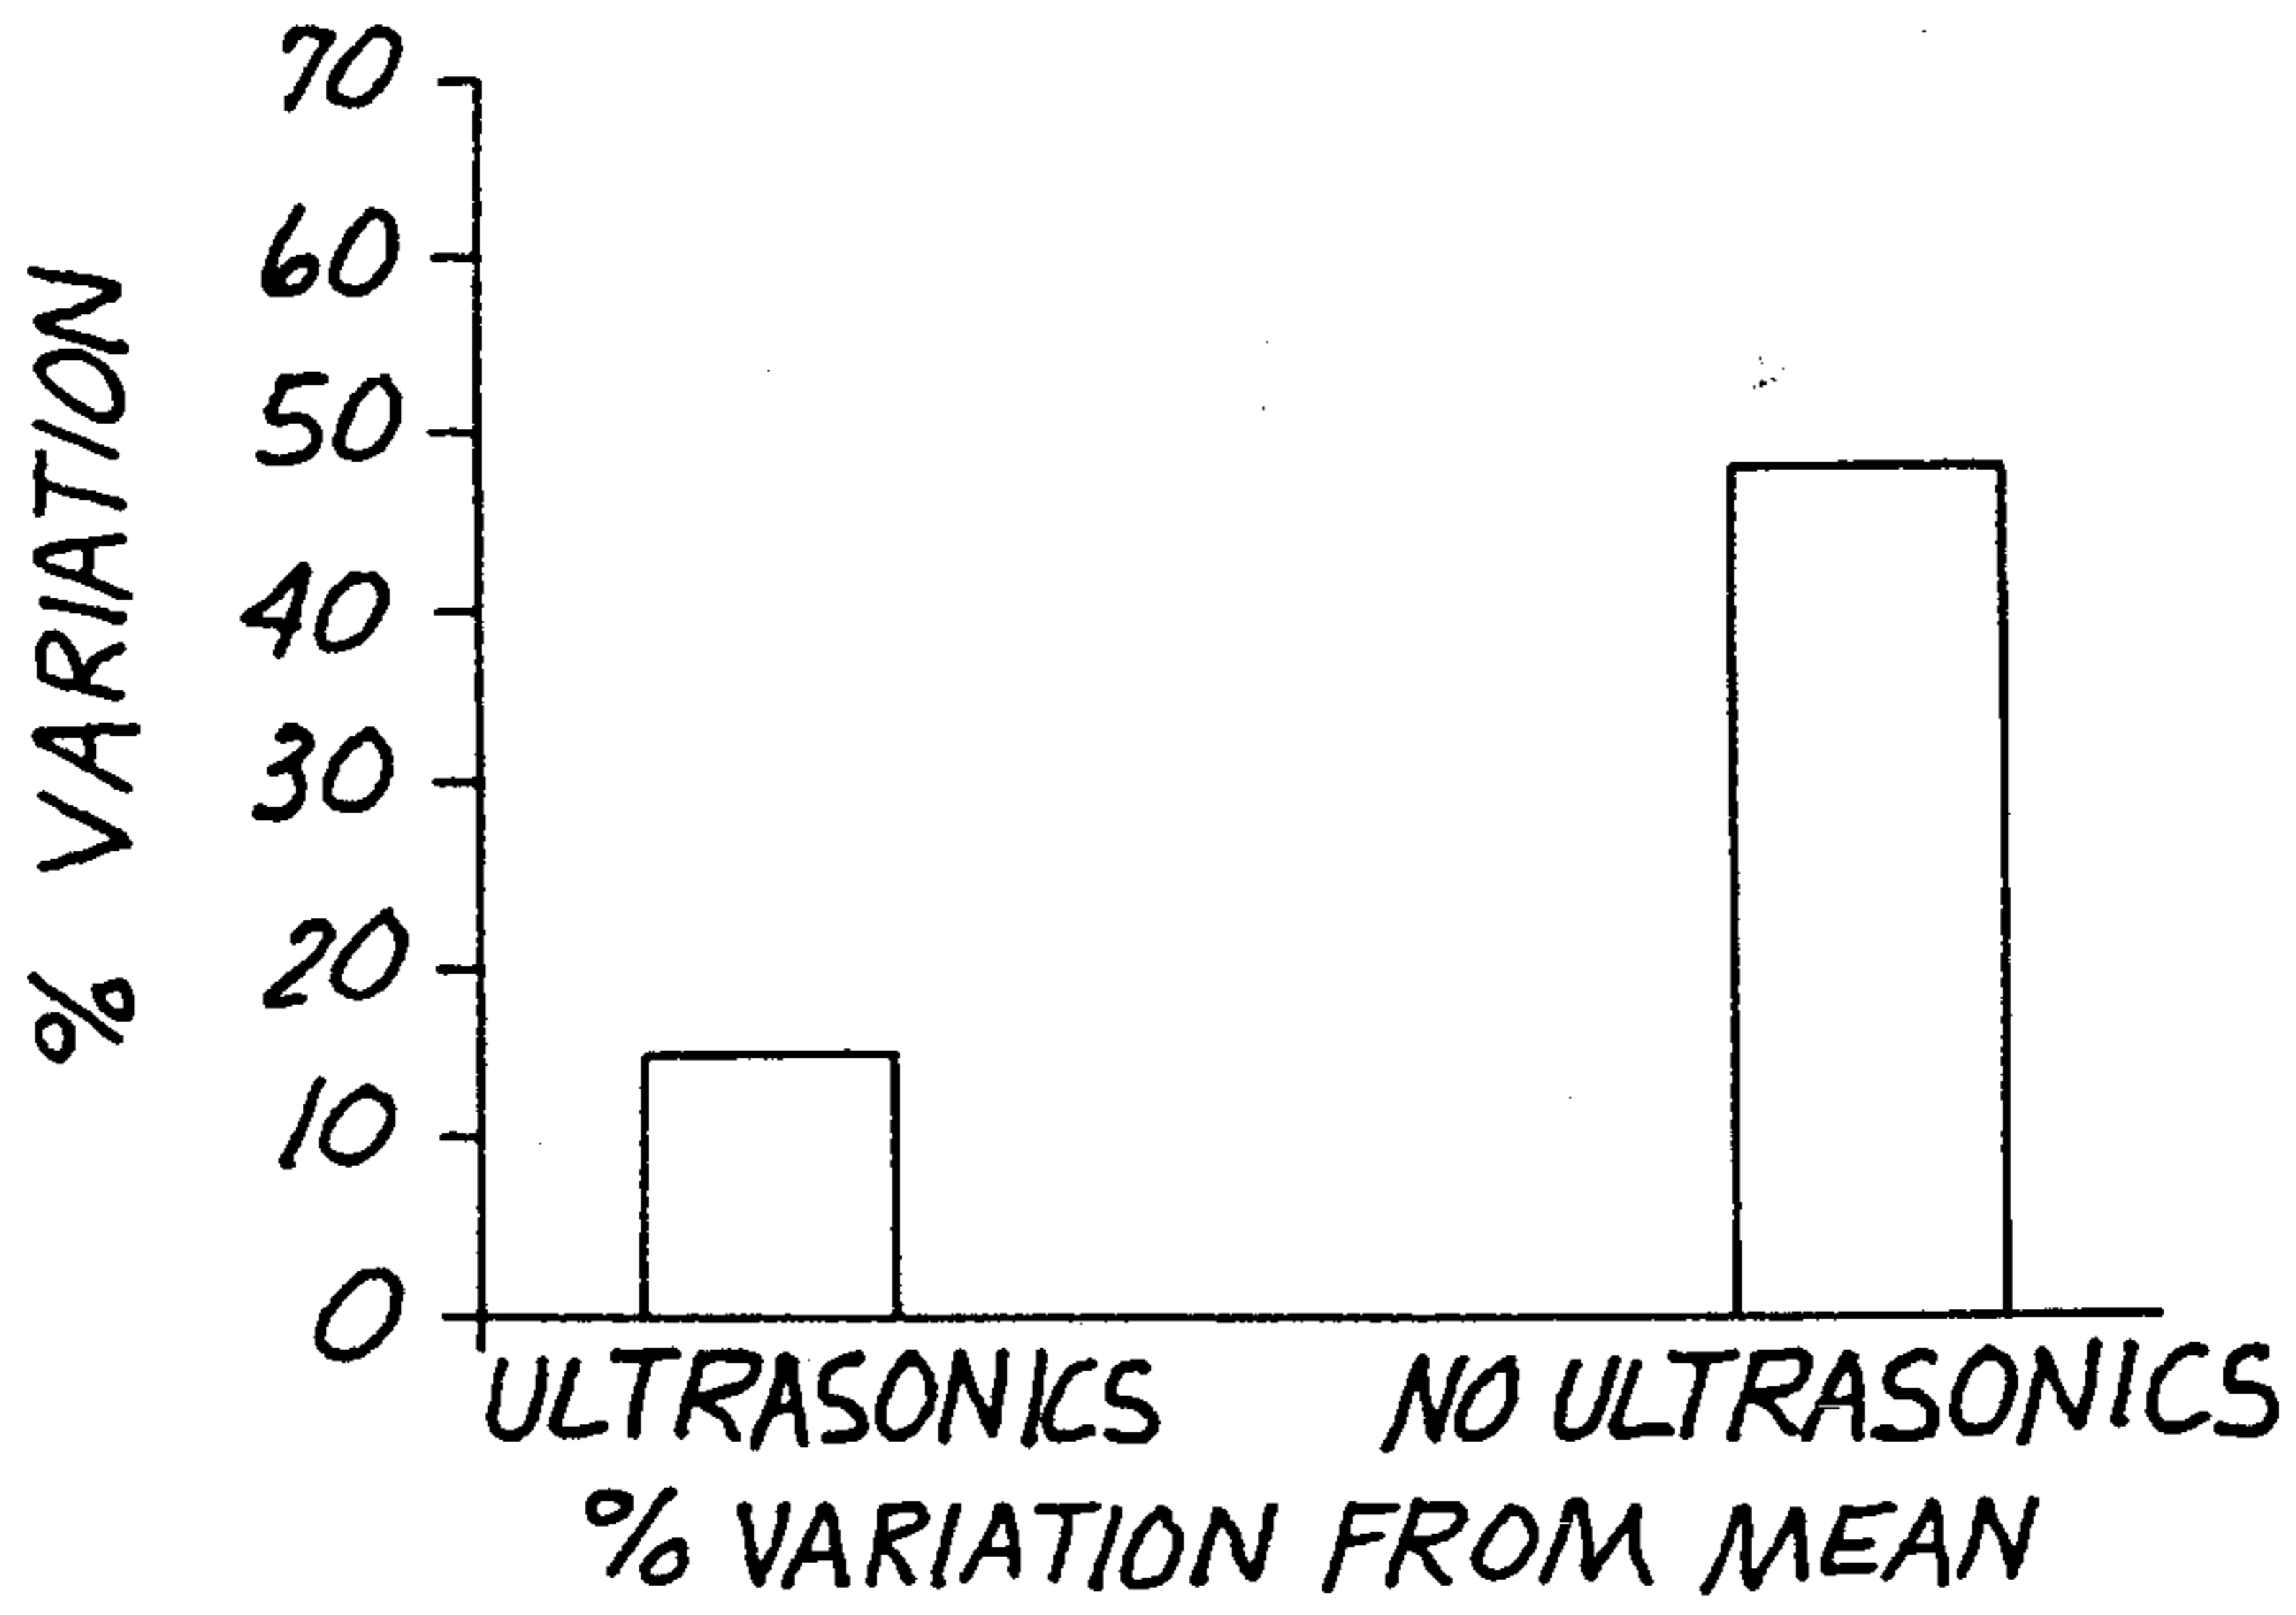 70
60
50
40
30
20
10
0
% VARIATION
ULTRASONICS
NO ULTRASONICS
% VARIATION FROM MEAN